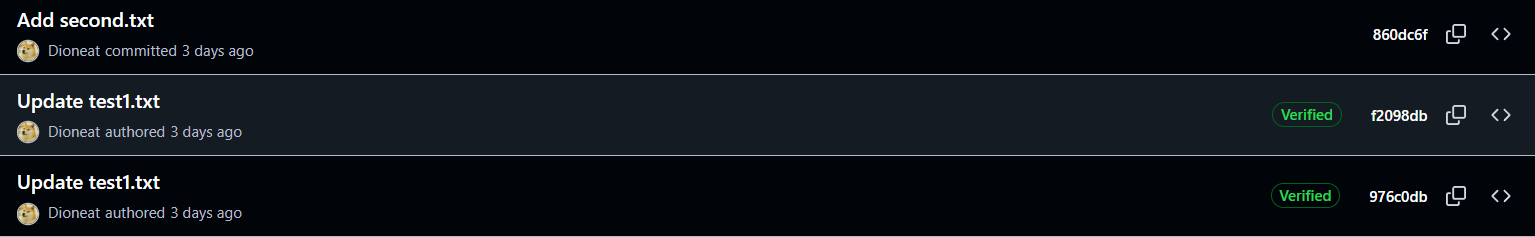 Add second.txt
Dioneat committed 3 days ago
860dc6f
Update test1.txt
Dioneat authored 3 days ago
Verified
f2098db
Update test1.txt
Dioneat authored 3 days ago
Verified
976c0db